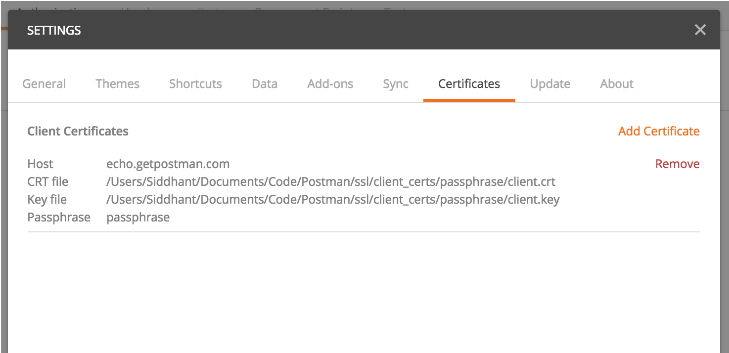 SETTINGS
General Themes Shortcuts Data Add-ons Sync Certificates Update About
Client Certificates Add Certificate
Host echo.getpostman.com Remove
CRT file /Users/Siddhant/Documents/Code/Postman/ssl/client_certs/passphrase/client.crt
Key file /Users/Siddhant/Documents/Code/Postman/ssl/client_certs/passphrase/client.key
Passphrase passphrase